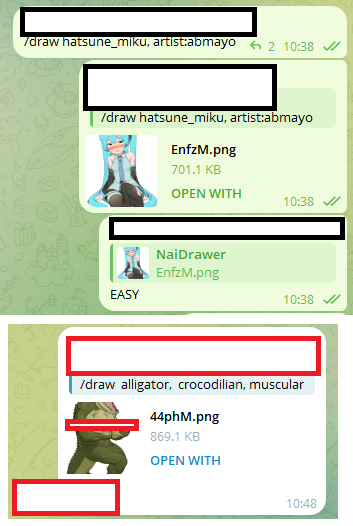 /draw hatsune_miku, artist:abmayo
2 10:38
/draw hatsune_miku, artist:abmayo
EnfzM.png
701.1 KB
OPEN WITH
10:38
NaiDrawer
EnfzM.png
EASY
10:38
/draw alligator, crocodilian, muscular
44phM.png
869.1 KB
OPEN WITH
10:48